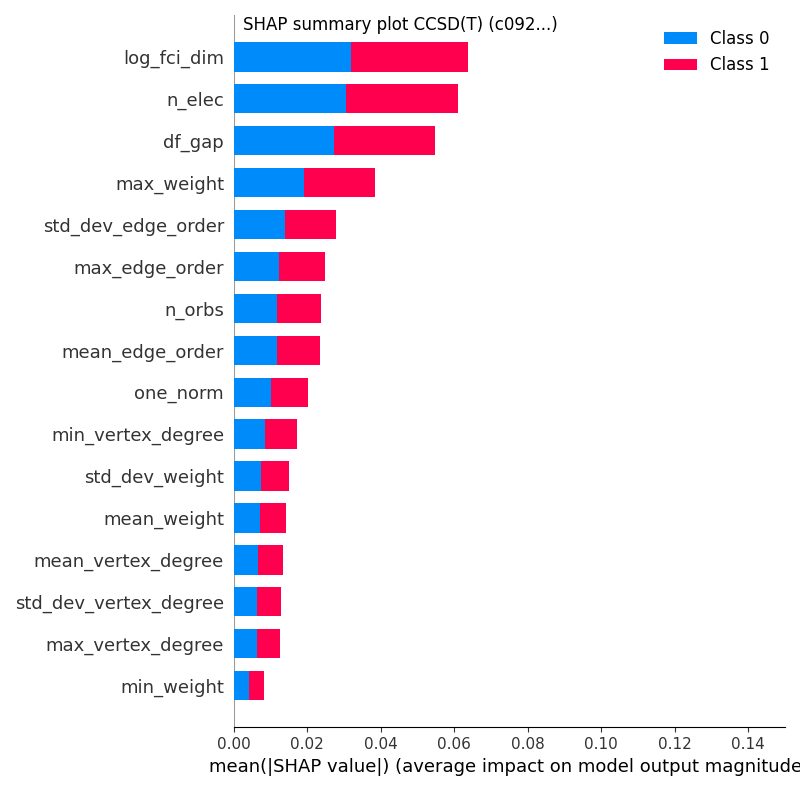 SHAP summary plot CCSD(T) (c092...)
Class 0
Class 1
log_fci_dim
n_elec
df_gap
max_weight
std_dev_edge_order
max_edge_order
n_orbs
mean_edge_order
one_norm
min_vertex_degree
std_dev_weight
mean_weight
mean_vertex_degree
std_dev_vertex_degree
max_vertex_degree
min_weight
0.00 0.02 0.04 0.06 0.08 0.10 0.12 0.14
mean(|SHAP value|) (average impact on model output magnitude